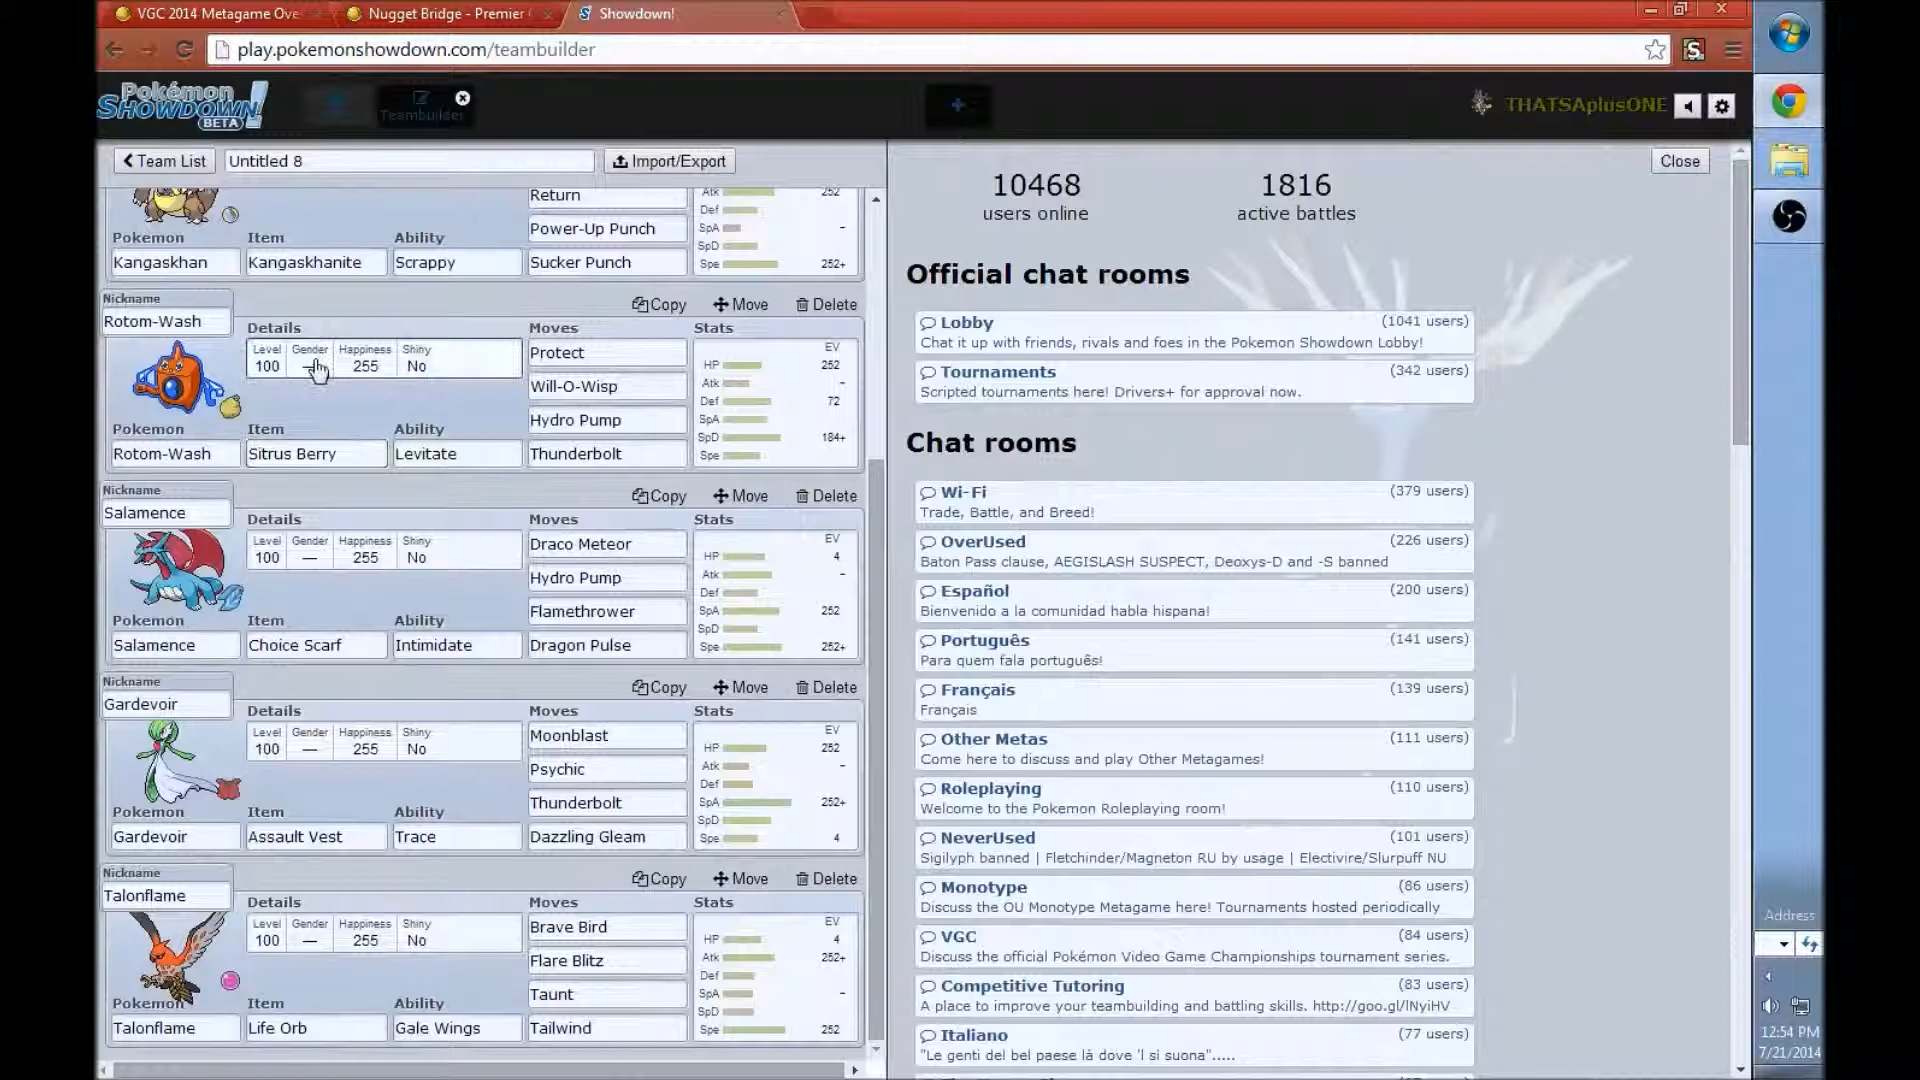 VGC 2014 Metagame Ove
Nugget Bridge - Premier
Showdown!
play.pokemonshowdown.com/teambuilder
Pokémon
SHOWDOWN!
BETA
Teambuilder
THATSAplusONE
Team List
Untitled 8
Import/Export
Close
Return
Power-Up Punch
Pokemon Item Ability
Kangaskhan Kangaskhanite Scrappy Sucker Punch
Atk 252
Def
SpA -
SpD
Spe 252+
Nickname
Rotom-Wash
Copy Move Delete
Details Moves Stats
Level Gender Happiness Shiny
100 — 255 No
Protect
Will-O-Wisp
Hydro Pump
Pokemon Item Ability
Rotom-Wash Sitrus Berry Levitate Thunderbolt
EV
HP 252
Atk -
Def 72
SpA
SpD 184+
Spe
Nickname
Salamence
Copy Move Delete
Details Moves Stats
Level Gender Happiness Shiny
100 — 255 No
Draco Meteor
Hydro Pump
Flamethrower
Pokemon Item Ability
Salamence Choice Scarf Intimidate Dragon Pulse
EV
HP 4
Atk -
Def
SpA 252
SpD
Spe 252+
Nickname
Gardevoir
Copy Move Delete
Details Moves Stats
Level Gender Happiness Shiny
100 — 255 No
Moonblast
Psychic
Thunderbolt
Pokemon Item Ability
Gardevoir Assault Vest Trace Dazzling Gleam
EV
HP 252
Atk -
Def
SpA 252+
SpD
Spe 4
Nickname
Talonflame
Copy Move Delete
Details Moves Stats
Level Gender Happiness Shiny
100 — 255 No
Brave Bird
Flare Blitz
Taunt
Pokemon Item Ability
Talonflame Life Orb Gale Wings Tailwind
EV
HP 4
Atk 252+
Def
SpA -
SpD
Spe 252
10468 1816
users online active battles
Official chat rooms
Lobby (1041 users)
Chat it up with friends, rivals and foes in the Pokemon Showdown Lobby!
Tournaments (342 users)
Scripted tournaments here! Drivers+ for approval now.
Chat rooms
Wi-Fi (379 users)
Trade, Battle, and Breed!
OverUsed (226 users)
Baton Pass clause, AEGISLASH SUSPECT, Deoxys-D and -S banned
Español (200 users)
Bienvenido a la comunidad habla hispana!
Português (141 users)
Para quem fala português!
Français (139 users)
Français
Other Metas (111 users)
Come here to discuss and play Other Metagames!
Roleplaying (110 users)
Welcome to the Pokemon Roleplaying room!
NeverUsed (101 users)
Sigilyph banned | Fletchinder/Magneton RU by usage | Electivire/Slurpuff NU
Monotype (86 users)
Discuss the OU Monotype Metagame here! Tournaments hosted periodically
VGC (84 users)
Discuss the official Pokémon Video Game Championships tournament series.
Competitive Tutoring (83 users)
A place to improve your teambuilding and battling skills. http://goo.gl/lNyiHV
Italiano (77 users)
"Le genti del bel paese là dove 'l sì suona".....
Address
12:54 PM
7/21/2014